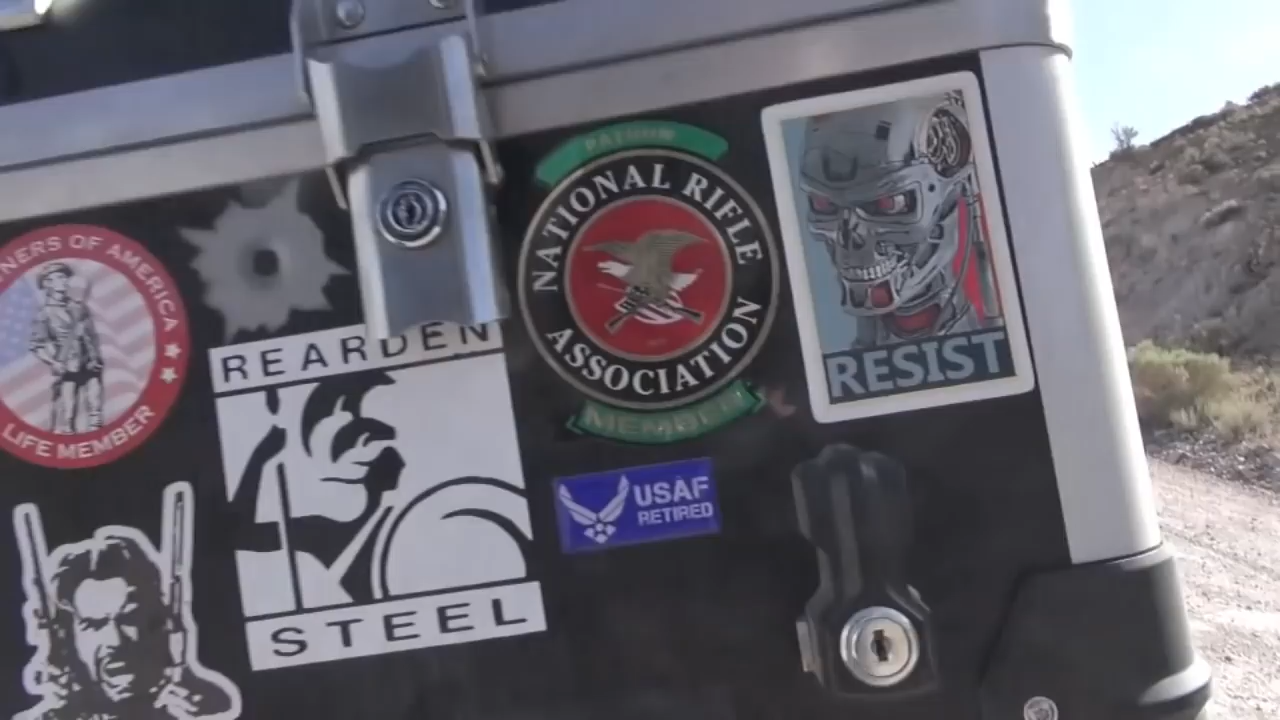 PATRON
NATIONAL RIFLE
ASSOCIATION
MEMBER
RESIST
NERS OF AMERICA
LIFE MEMBER
REARDEN
STEEL
USAF
RETIRED